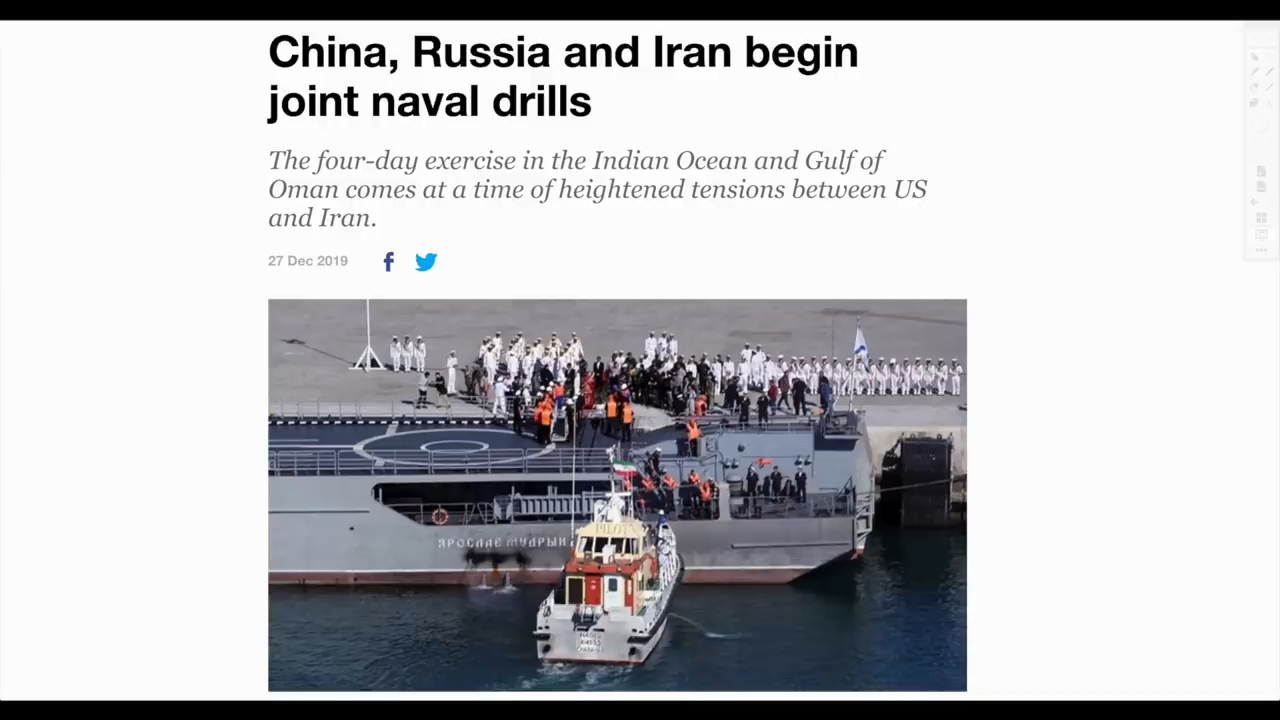 China, Russia and Iran begin
joint naval drills
The four-day exercise in the Indian Ocean and Gulf of
Oman comes at a time of heightened tensions between US
and Iran.
27 Dec 2019
ЯРОСЛАВ МУДРЫЙ
PILOT